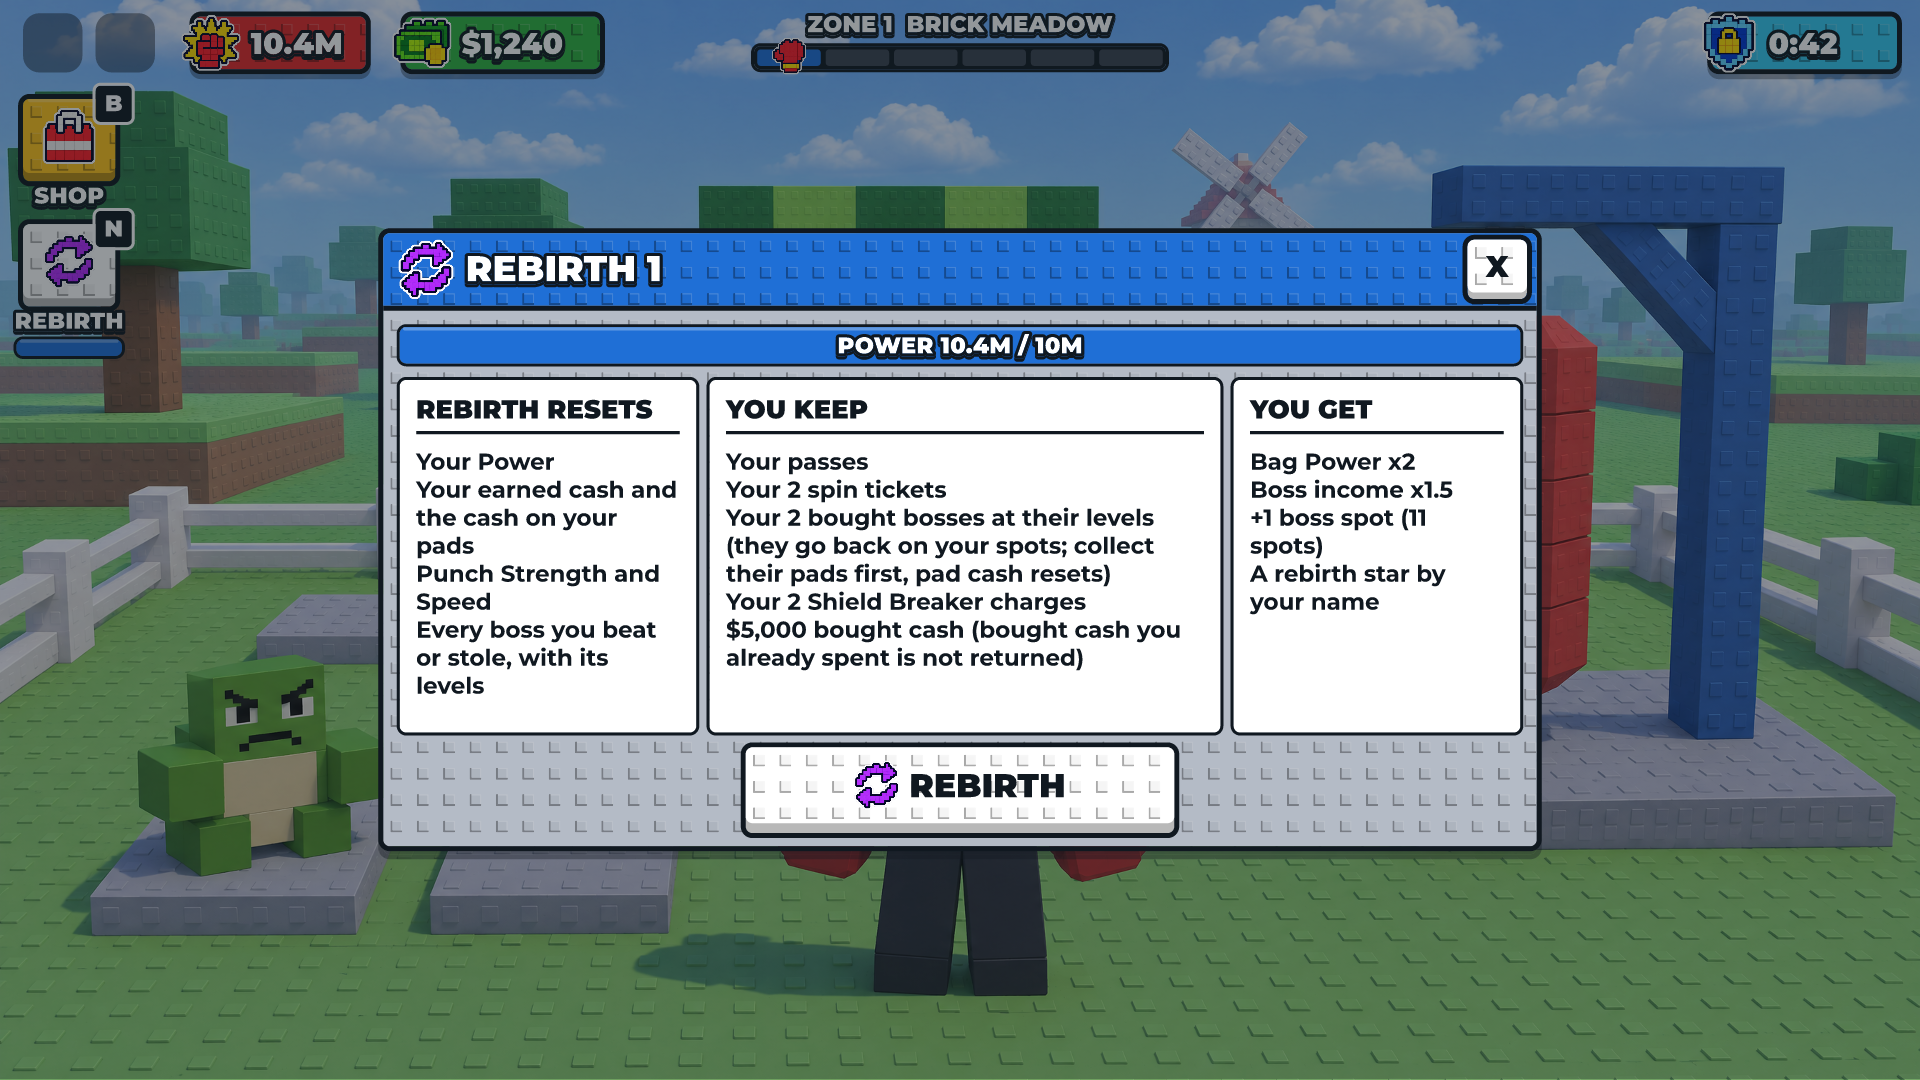 10.4M
$1,240
ZONE 1 BRICK MEADOW
0:42
B
SHOP
N
REBIRTH
REBIRTH 1
X
POWER 10.4M / 10M
REBIRTH RESETS
Your Power
Your earned cash and
the cash on your
pads
Punch Strength and
Speed
Every boss you beat
or stole, with its
levels
YOU KEEP
Your passes
Your 2 spin tickets
Your 2 bought bosses at their levels
(they go back on your spots; collect
their pads first, pad cash resets)
Your 2 Shield Breaker charges
$5,000 bought cash (bought cash you
already spent is not returned)
YOU GET
Bag Power x2
Boss income x1.5
+1 boss spot (11
spots)
A rebirth star by
your name
REBIRTH